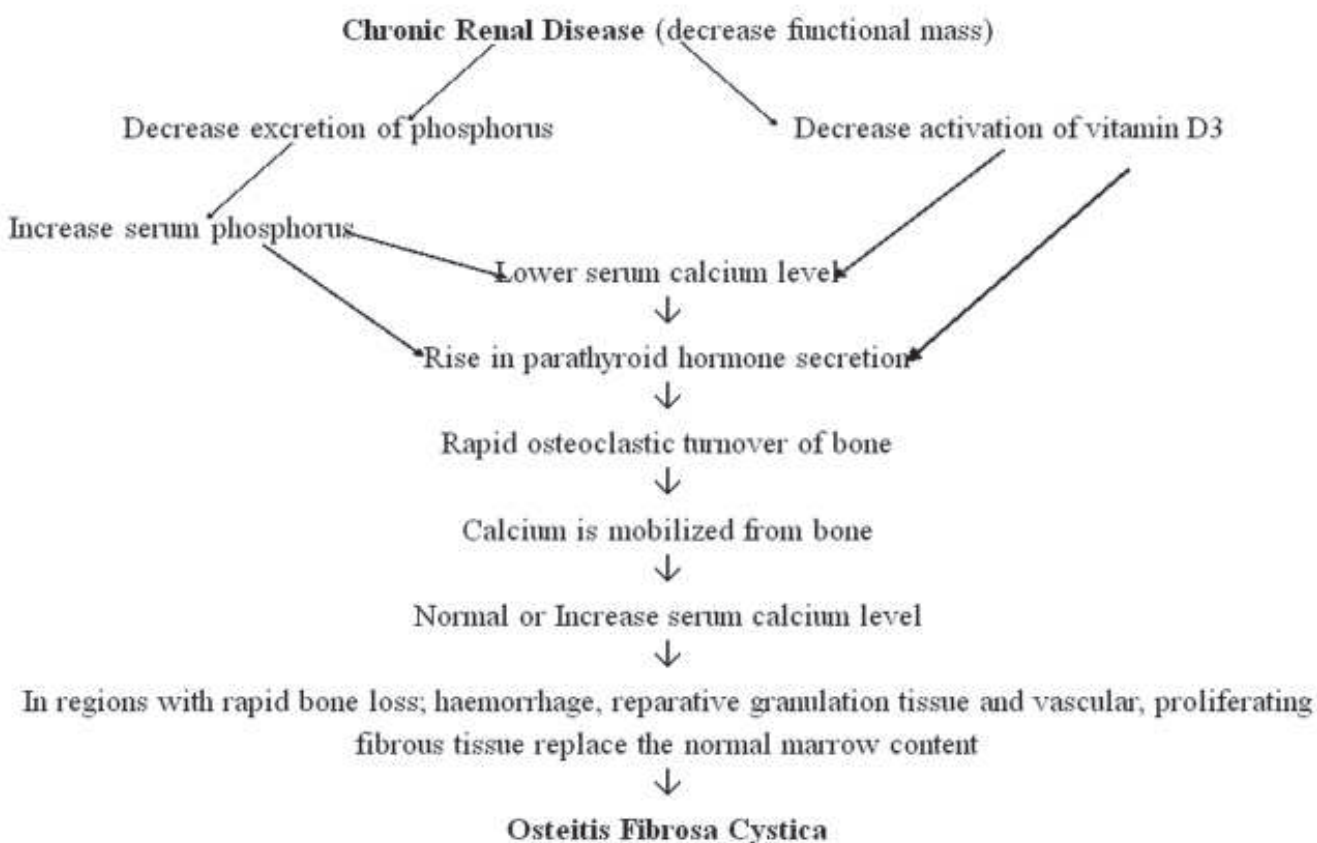 Chronic Renal Disease (decrease functional mass)
Decrease excretion of phosphorus
Decrease activation of vitamin D3
Increase serum phosphorus
Lower serum calcium level
Rise in parathyroid hormone secretion
Rapid osteoclastic turnover of bone
Calcium is mobilized from bone
Normal or Increase serum calcium level
In regions with rapid bone loss; haemorrhage, reparative granulation tissue and vascular, proliferating
fibrous tissue replace the normal marrow content
Osteitis Fibrosa Cystica